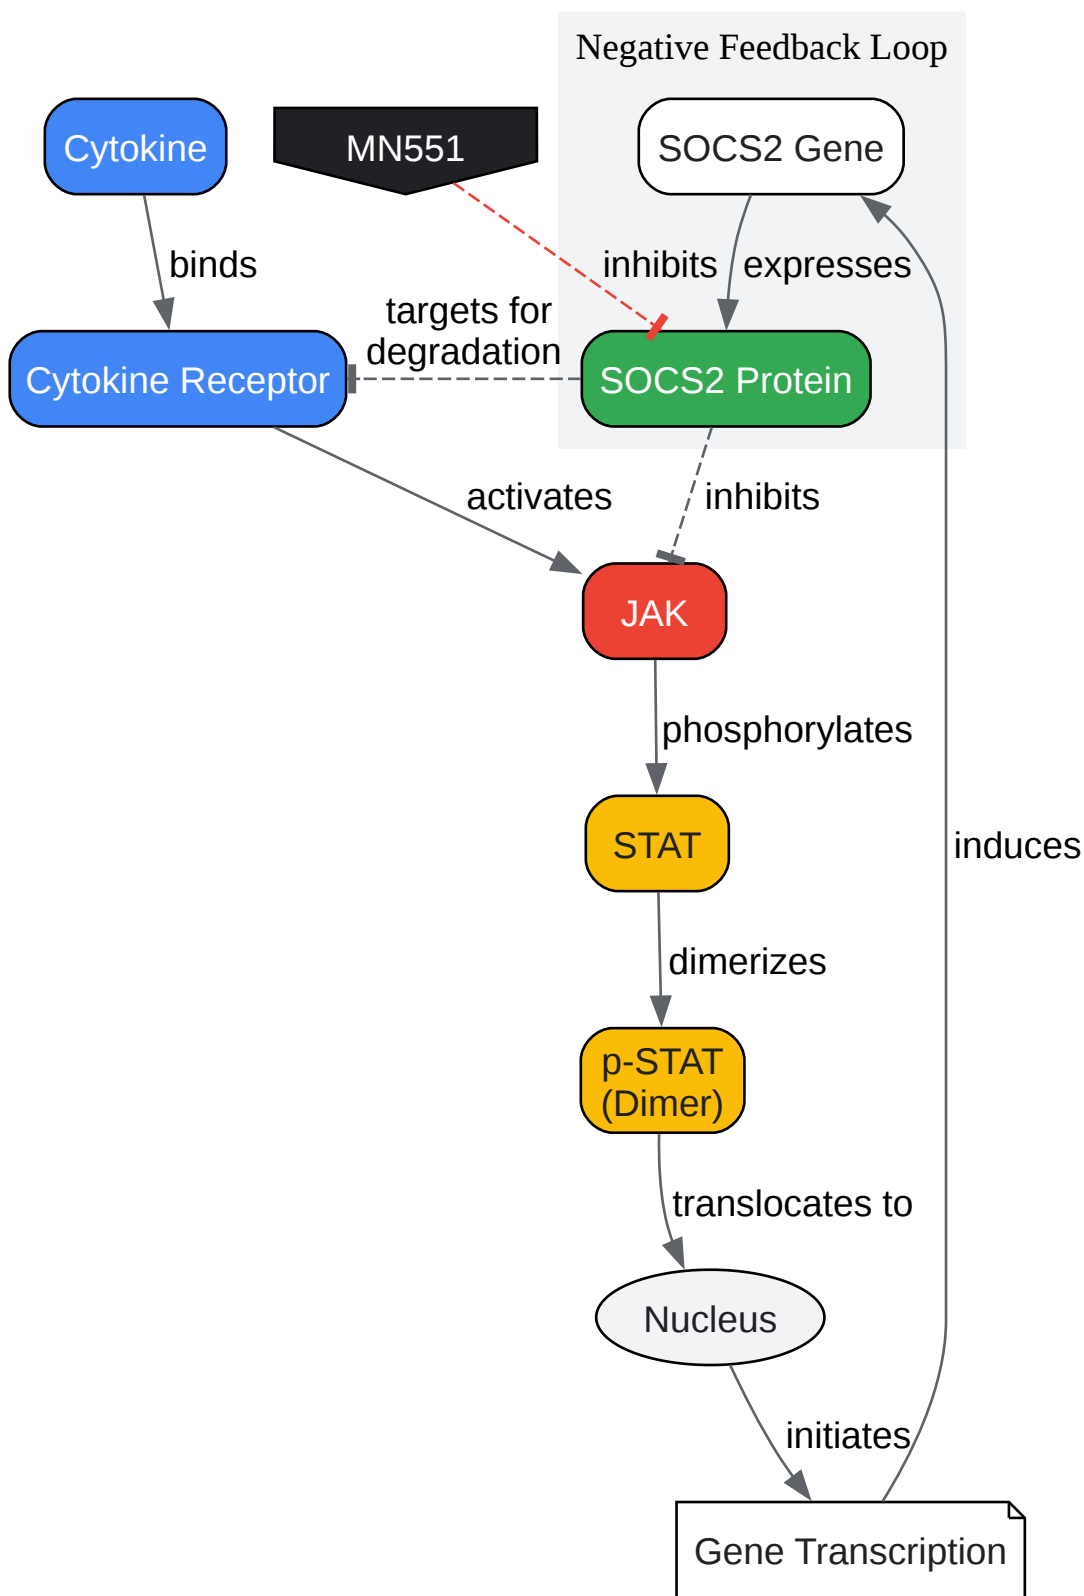 Negative Feedback Loop
Cytokine
MN551
SOCS2 Gene
binds
inhibits
expresses
targets for
degradation
Cytokine Receptor
SOCS2 Protein
activates
inhibits
JAK
phosphorylates
STAT
induces
dimerizes
p-STAT
(Dimer)
translocates to
Nucleus
initiates
Gene Transcription